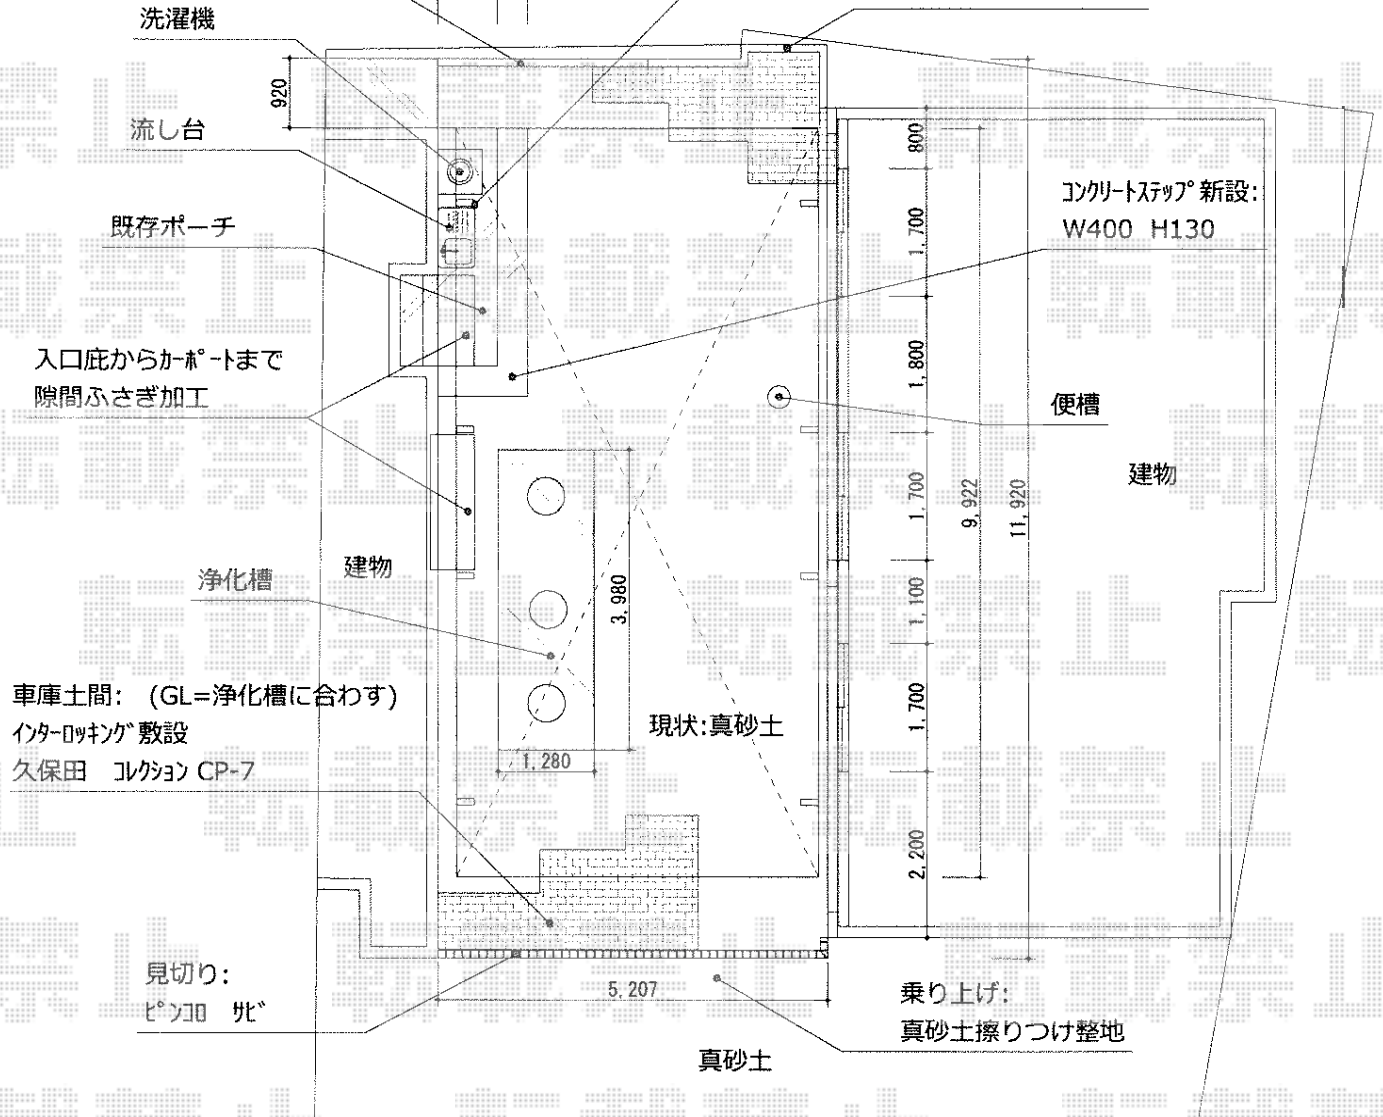 洗濯機
920
流し台
800
コンクリートステップ 新設:
W400 H130
既存ポーチ
1,700
入口庇からカーポートまで
隙間ふさぎ加工
1,800
便槽
建物
1,700
9,922
11,920
建物
浄化槽
3,980
1,100
車庫土間: (GL=浄化槽に合わす)
インターロッキング 敷設
久保田 コレクション CP-7
現状:真砂土
1,700
1,280
2,200
見切り:
ピンコロ サビ
5,207
乗り上げ:
真砂土擦りつけ整地
真砂土
転載禁止